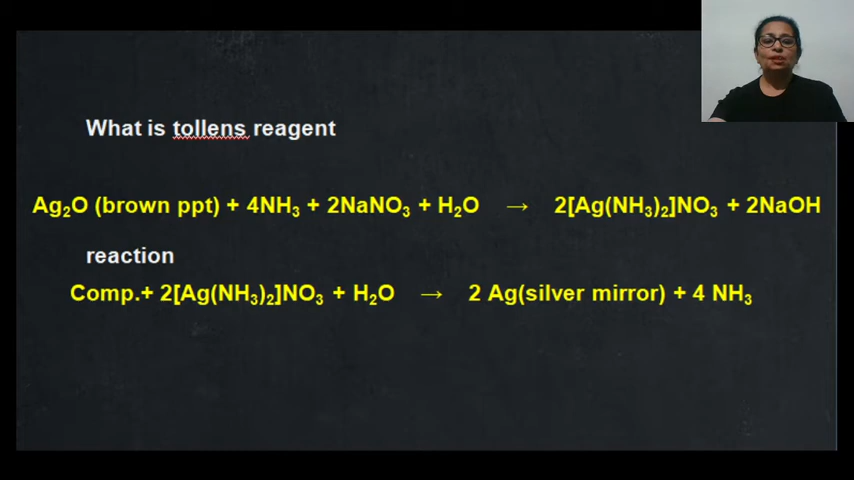 What is tollens reagent
Ag₂O (brown ppt) + 4NH₃ + 2NaNO₃ + H₂O → 2[Ag(NH₃)₂]NO₃ + 2NaOH
reaction
Comp.+ 2[Ag(NH₃)₂]NO₃ + H₂O → 2 Ag(silver mirror) + 4 NH₃